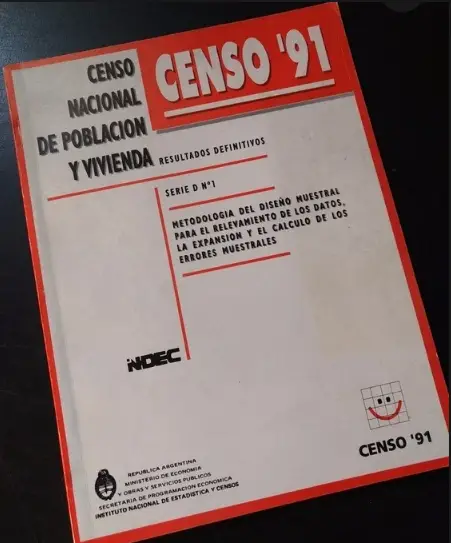 CENSO
NACIONAL
DE POBLACION
Y VIVIENDA
CENSO '91
RESULTADOS DEFINITIVOS
SERIE D Nº1
METODOLOGIA DEL DISEÑO MUESTRAL
PARA EL RELEVAMIENTO DE LOS DATOS,
LA EXPANSION Y EL CALCULO DE LOS
ERRORES MUESTRALES
INDEC
CENSO '91
REPUBLICA ARGENTINA
MINISTERIO DE ECONOMIA
Y OBRAS Y SERVICIOS PUBLICOS
SECRETARIA DE PROGRAMACION ECONOMICA
INSTITUTO NACIONAL DE ESTADISTICA Y CENSOS